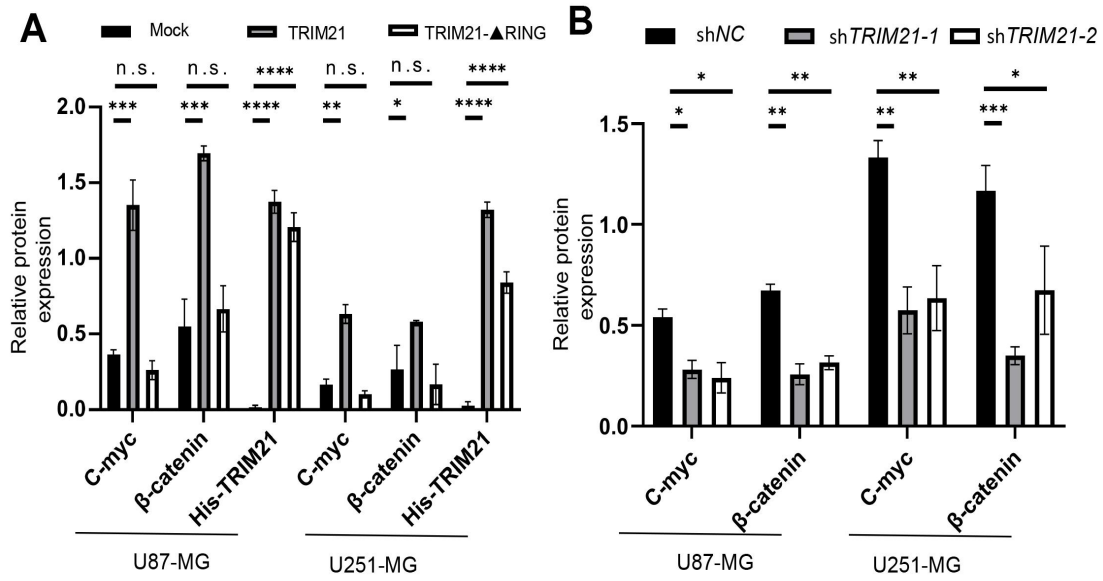 A
Mock
TRIM21
TRIM21-▲RING
n.s.
n.s.
****
n.s.
n.s.
****
***
***
****
**
*
****
Relative protein
expression
2.0
1.5
1.0
0.5
0.0
C-myc
β-catenin
His-TRIM21
C-myc
β-catenin
His-TRIM21
U87-MG
U251-MG
B
shNC
shTRIM21-1
shTRIM21-2
*
**
**
*
*
**
**
***
Relative protein
expression
1.5
1.0
0.5
0.0
C-myc
β-catenin
C-myc
β-catenin
U87-MG
U251-MG